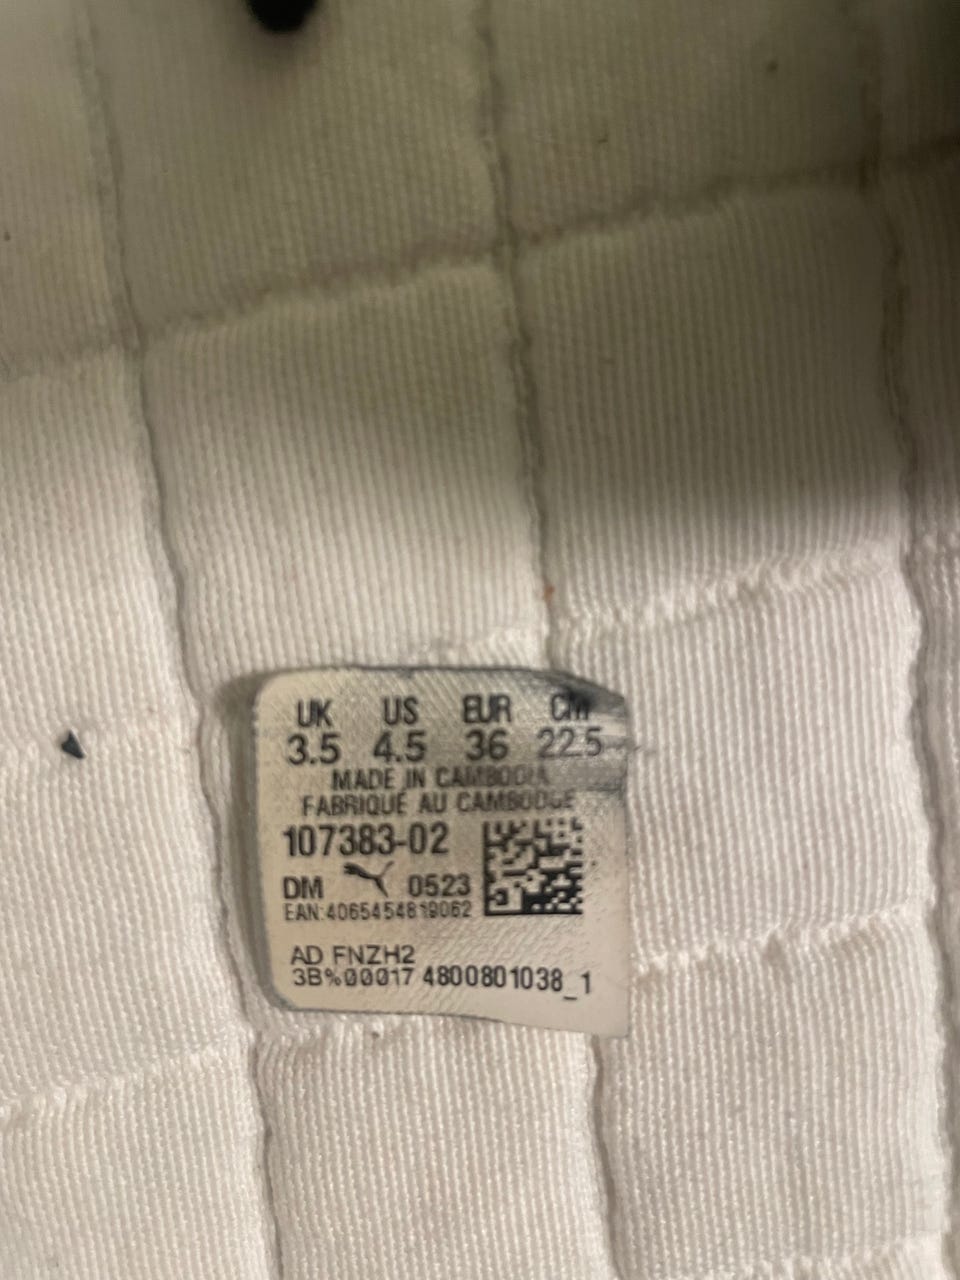 UK US EUR CM
3.5 4.5 36 22.5
MADE IN CAMBODIA
FABRIQUÉ AU CAMBODGE
107383-02
DM 0523
EAN:4065454819062
AD FNZH2
3B%00017 4800801038_1